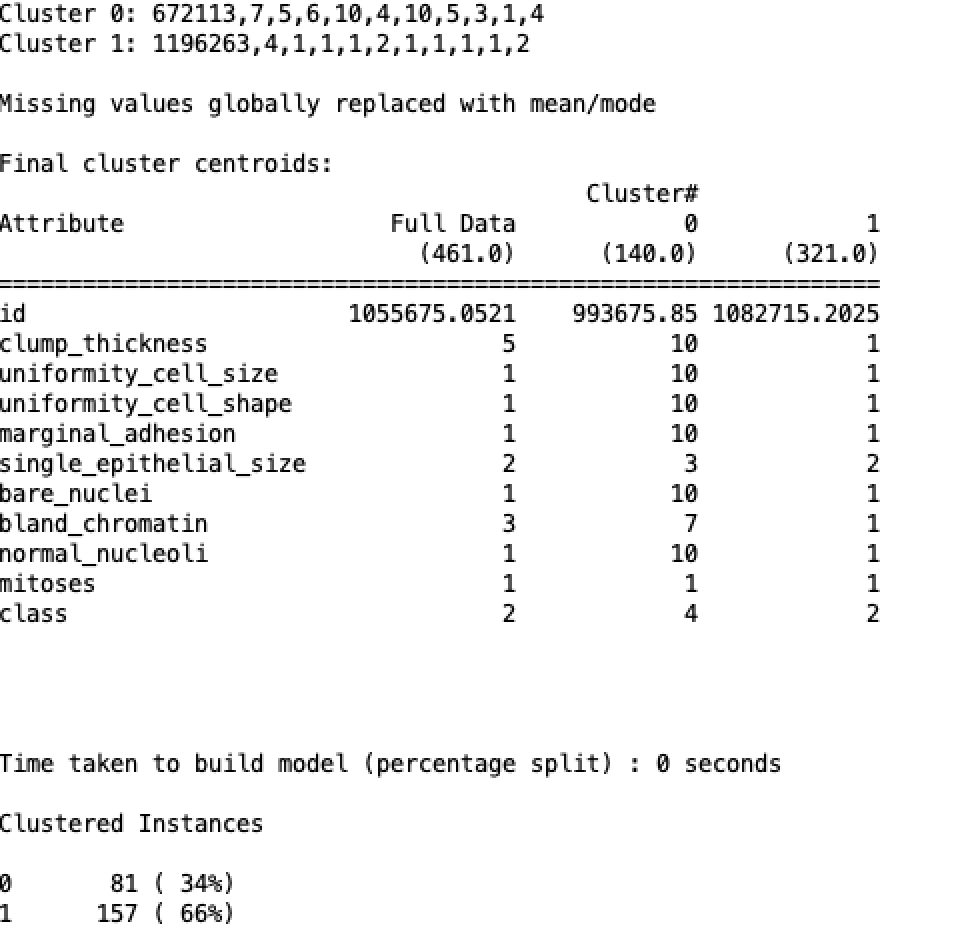 Cluster 0: 672113,7,5,6,10,4,10,5,3,1,4
Cluster 1: 1196263,4,1,1,1,2,1,1,1,1,2
Missing values globally replaced with mean/mode
Final cluster centroids:
Cluster#
Attribute Full Data 0 1
(461.0) (140.0) (321.0)
================================================================
id 1055675.0521 993675.85 1082715.2025
clump_thickness 5 10 1
uniformity_cell_size 1 10 1
uniformity_cell_shape 1 10 1
marginal_adhesion 1 10 1
single_epithelial_size 2 3 2
bare_nuclei 1 10 1
bland_chromatin 3 7 1
normal_nucleoli 1 10 1
mitoses 1 1 1
class 2 4 2
Time taken to build model (percentage split) : 0 seconds
Clustered Instances
0 81 ( 34%)
1 157 ( 66%)